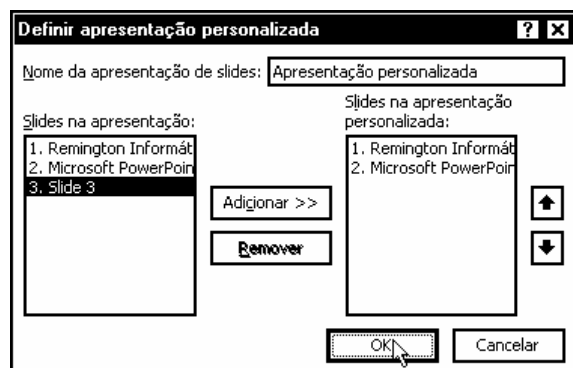 Definir apresentação personalizada
Nome da apresentação de slides: Apresentação personalizada
Slides na apresentação:
1. Remington Informát
2. Microsoft PowerPoin
3. Slide 3
Adicionar >>
Remover
Slides na apresentação
personalizada:
1. Remington Informát
2. Microsoft PowerPoin
OK
Cancelar